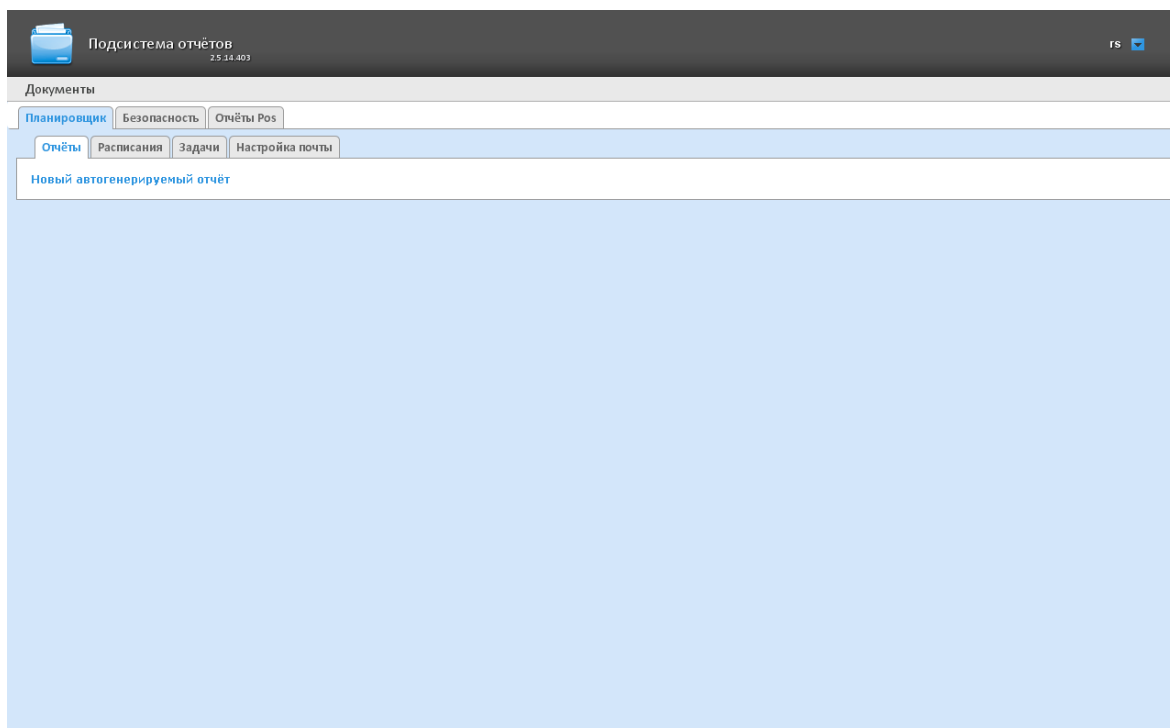 Подсистема отчётов
2.5.14.403
rs
Документы
Планировщик Безопасность Отчёты Pos
Отчёты Расписания Задачи Настройка почты
Новый автогенерируемый отчёт